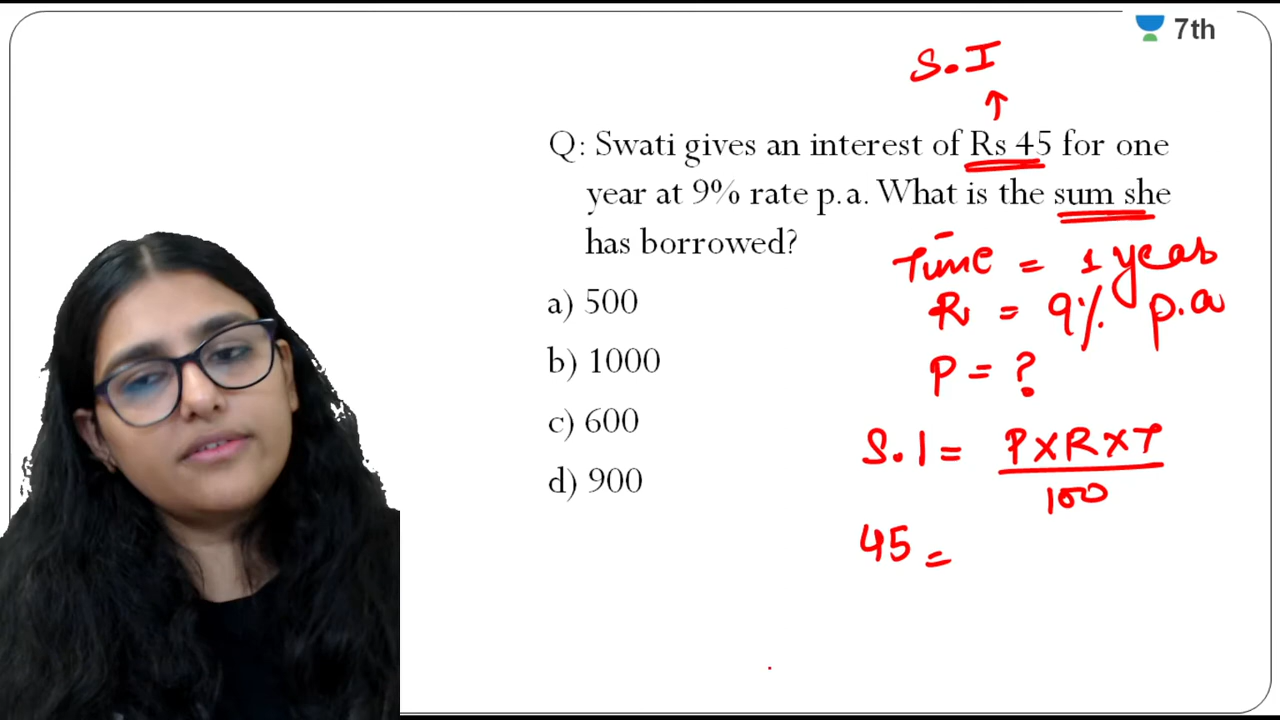 7th
S.I
↑
Q: Swati gives an interest of Rs 45 for one
year at 9% rate p.a. What is the sum she
has borrowed?
Time = 1 year
R = 9% p.a
a) 500
P = ?
b) 1000
c) 600
S.I = P×R×T
100
d) 900
45 =